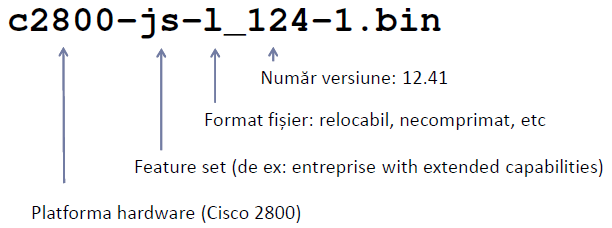 c2800-js-l_124-1.bin
Număr versiune: 12.41
Format fișier: relocabil, necomprimat, etc
Feature set (de ex: entreprise with extended capabilities)
Platforma hardware (Cisco 2800)